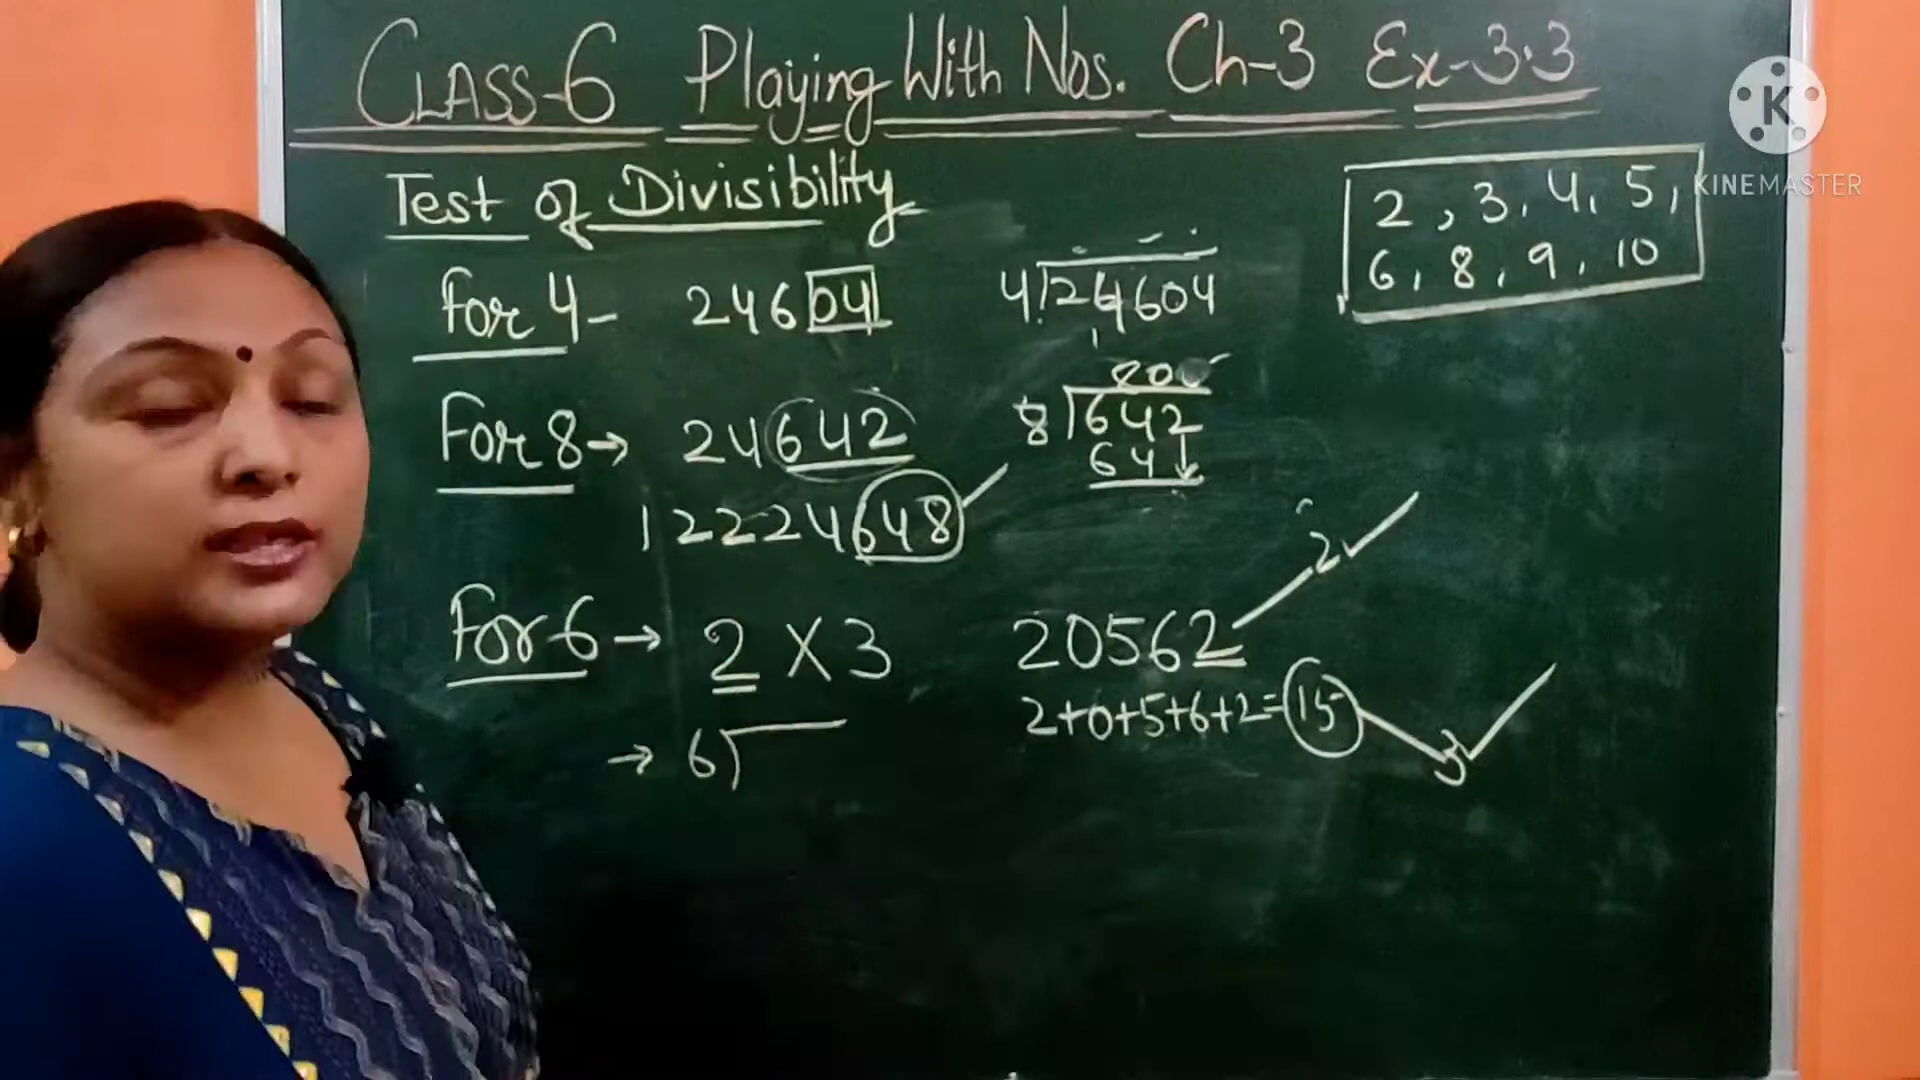 CLASS-6 Playing With Nos. Ch-3 Ex-3.3
K
KINEMASTER
Test of Divisibility
2, 3, 4, 5,
6, 8, 9, 10
For 4- 24604 4 24604
For 8→ 24642
800
8 642
64
12224648
For 6→ 2 X 3 20562 2
2+0+5+6+2=15 3
→ 6